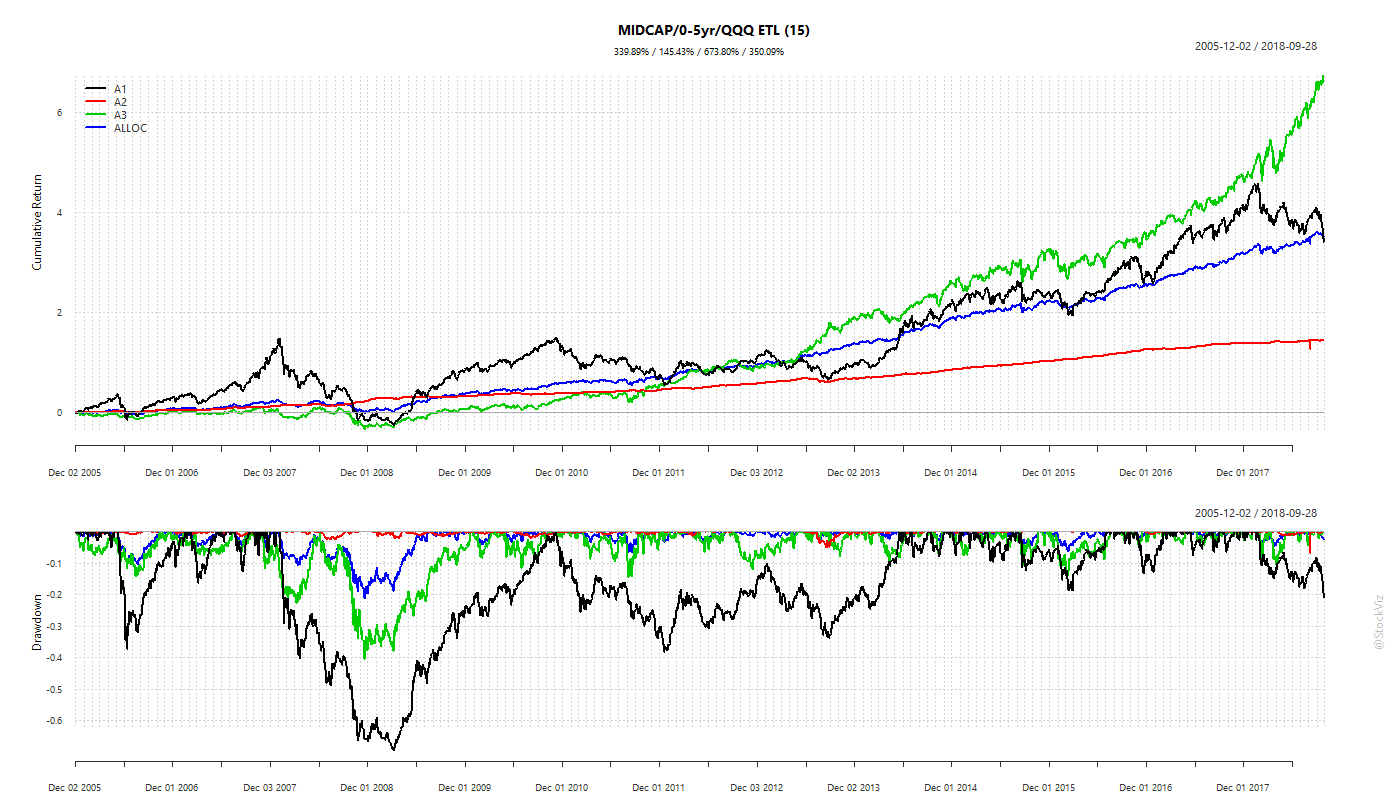 MIDCAP/0-5yr/QQQ ETL (15)
339.89% / 145.43% / 673.80% / 350.09%
2005-12-02 / 2018-09-28
A1
A2
A3
ALLOC
Cumulative Return
6
4
2
0
Dec 02 2005 Dec 01 2006 Dec 03 2007 Dec 01 2008 Dec 01 2009 Dec 01 2010 Dec 01 2011 Dec 03 2012 Dec 02 2013 Dec 01 2014 Dec 01 2015 Dec 01 2016 Dec 01 2017
2005-12-02 / 2018-09-28
Drawdown
-0.1
-0.2
-0.3
-0.4
-0.5
-0.6
Dec 02 2005 Dec 01 2006 Dec 03 2007 Dec 01 2008 Dec 01 2009 Dec 01 2010 Dec 01 2011 Dec 03 2012 Dec 02 2013 Dec 01 2014 Dec 01 2015 Dec 01 2016 Dec 01 2017
@StockViz